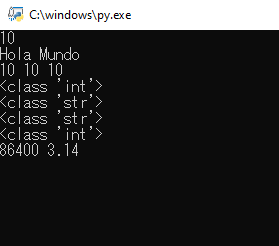 C:\windows\py.exe
10
Hola Mundo
10 10 10
<class 'int'>
<class 'str'>
<class 'str'>
<class 'int'>
86400 3.14